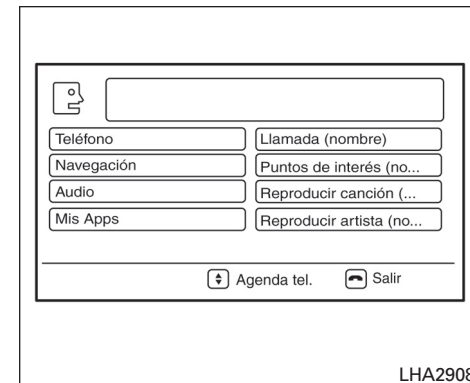 Teléfono
Llamada (nombre)
Navegación
Puntos de interés (no...
Audio
Reproducir canción (...
Mis Apps
Reproducir artista (no...
Agenda tel.
Salir
LHA2908